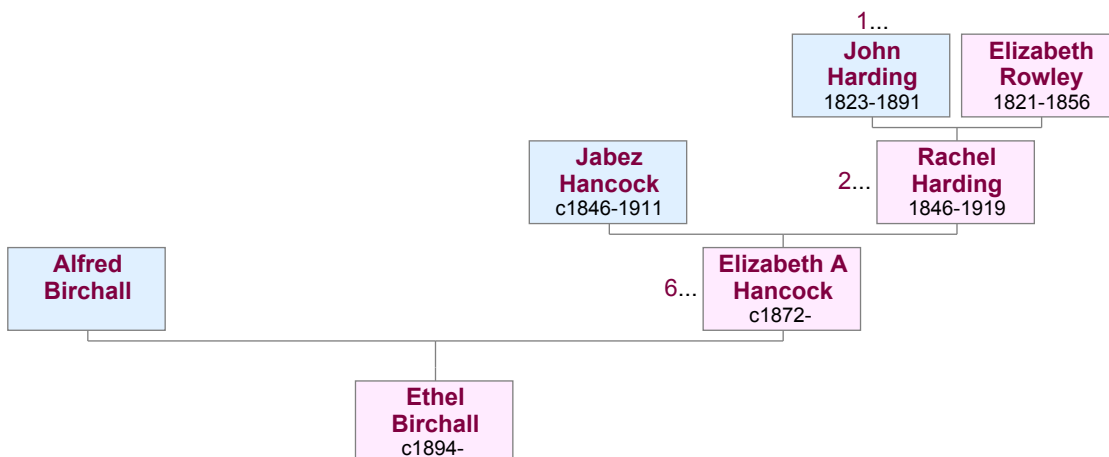 1...
John
Harding
1823-1891
Elizabeth
Rowley
1821-1856
Jabez
Hancock
c1846-1911
2...
Rachel
Harding
1846-1919
Alfred
Birchall
6...
Elizabeth A
Hancock
c1872-
Ethel
Birchall
c1894-